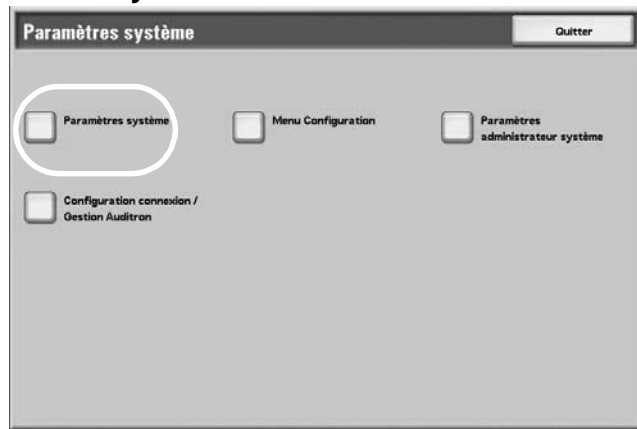 Paramètres système
Quitter
Paramètres système
Menu Configuration
Paramètres
administrateur système
Configuration connexion /
Gestion Auditron